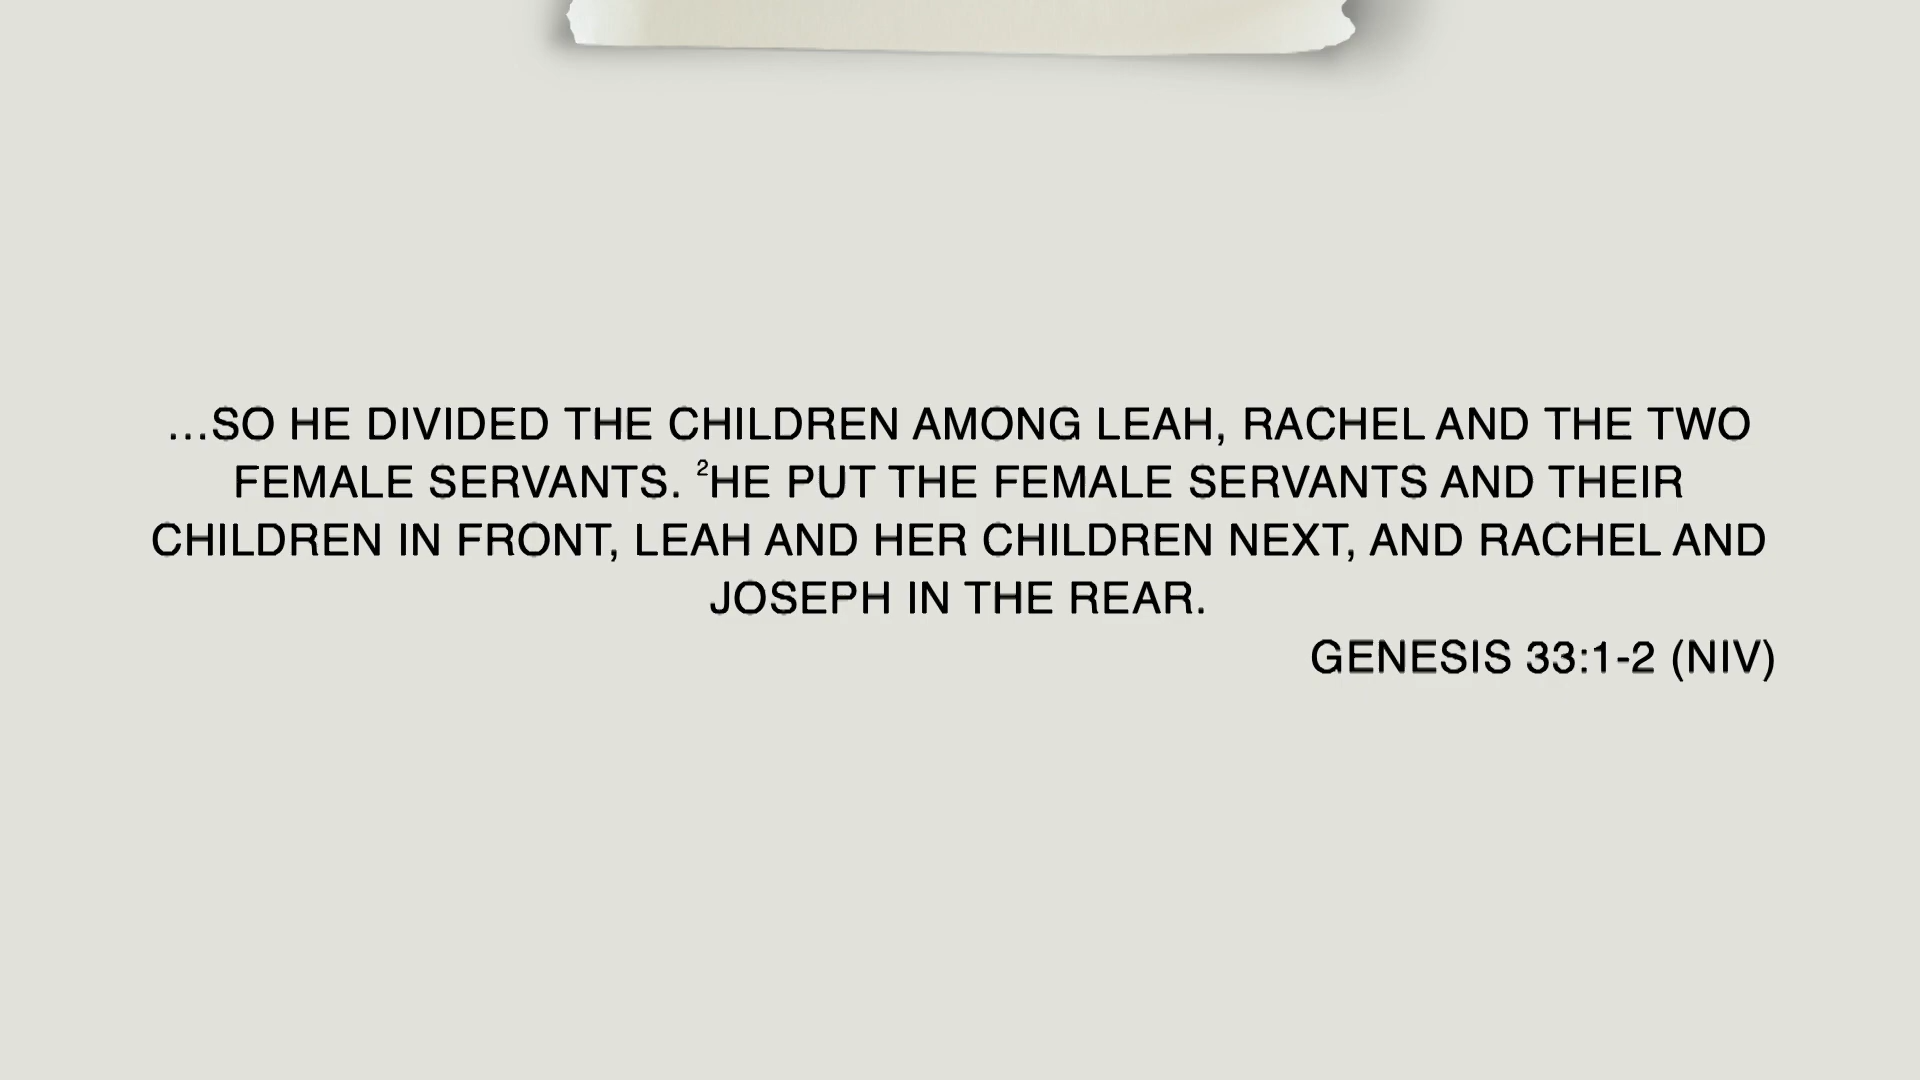 …SO HE DIVIDED THE CHILDREN AMONG LEAH, RACHEL AND THE TWO
FEMALE SERVANTS. ²HE PUT THE FEMALE SERVANTS AND THEIR
CHILDREN IN FRONT, LEAH AND HER CHILDREN NEXT, AND RACHEL AND
JOSEPH IN THE REAR.
GENESIS 33:1-2 (NIV)